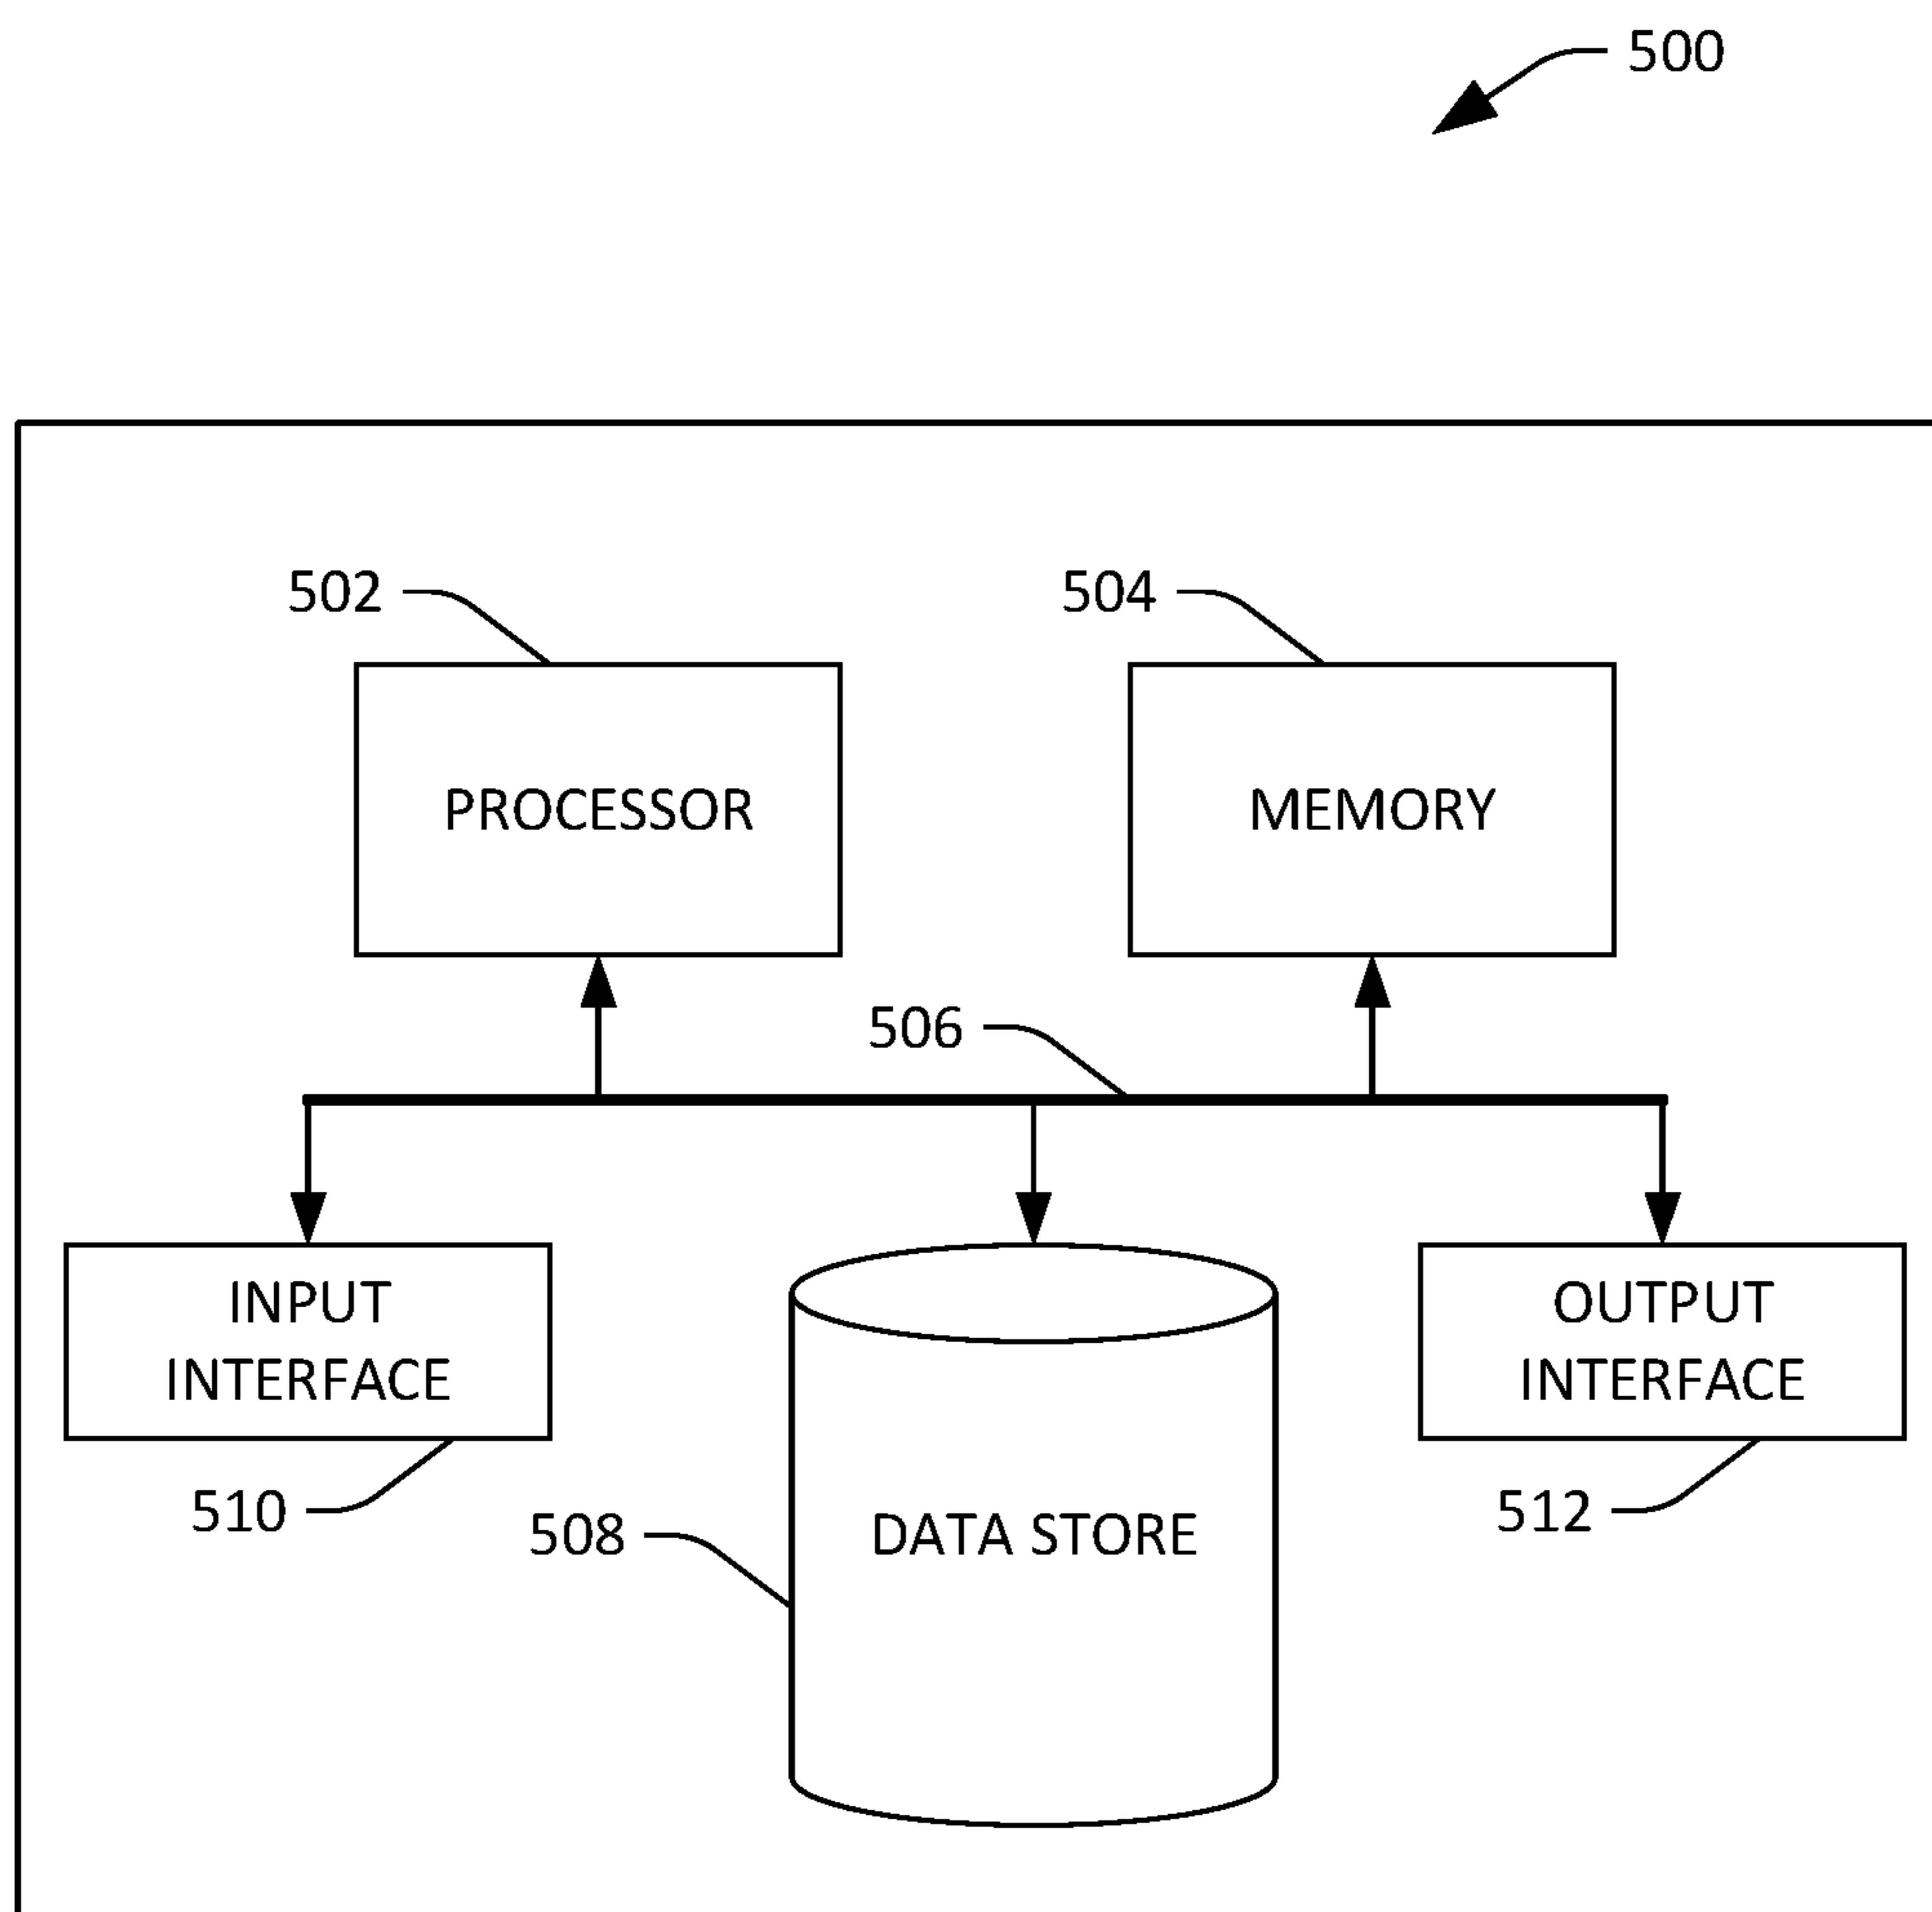 500
502
504
PROCESSOR
MEMORY
506
INPUT
INTERFACE
OUTPUT
INTERFACE
510
508
DATA STORE
512